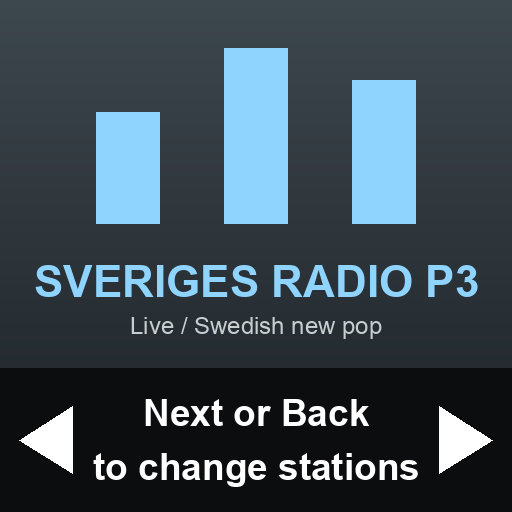 SVERIGES RADIO P3
Live / Swedish new pop
Next or Back
to change stations